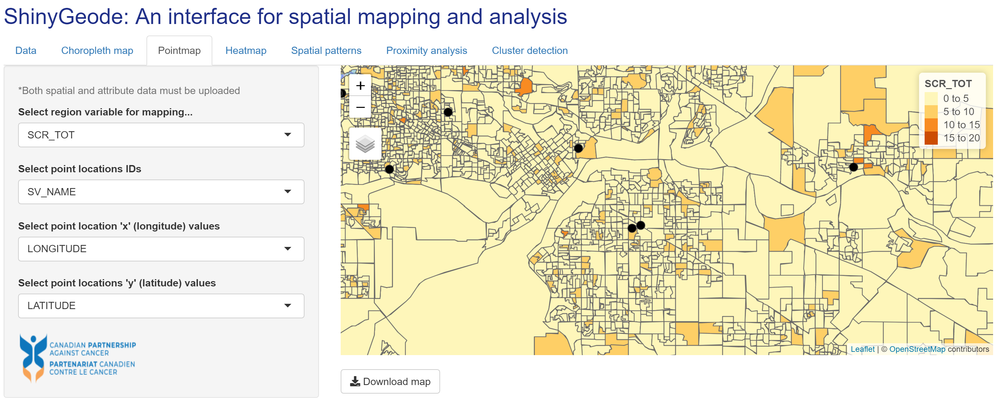 ShinyGeode: An interface for spatial mapping and analysis
Data Choropleth map Pointmap Heatmap Spatial patterns Proximity analysis Cluster detection
*Both spatial and attribute data must be uploaded
Select region variable for mapping...
SCR_TOT
Select point locations IDs
SV_NAME
Select point location 'x' (longitude) values
LONGITUDE
Select point locations 'y' (latitude) values
LATITUDE
CANADIAN PARTNERSHIP
AGAINST CANCER
PARTENARIAT CANADIEN
CONTRE LE CANCER
+
−
SCR_TOT
0 to 5
5 to 10
10 to 15
15 to 20
Leaflet | © OpenStreetMap contributors
Download map